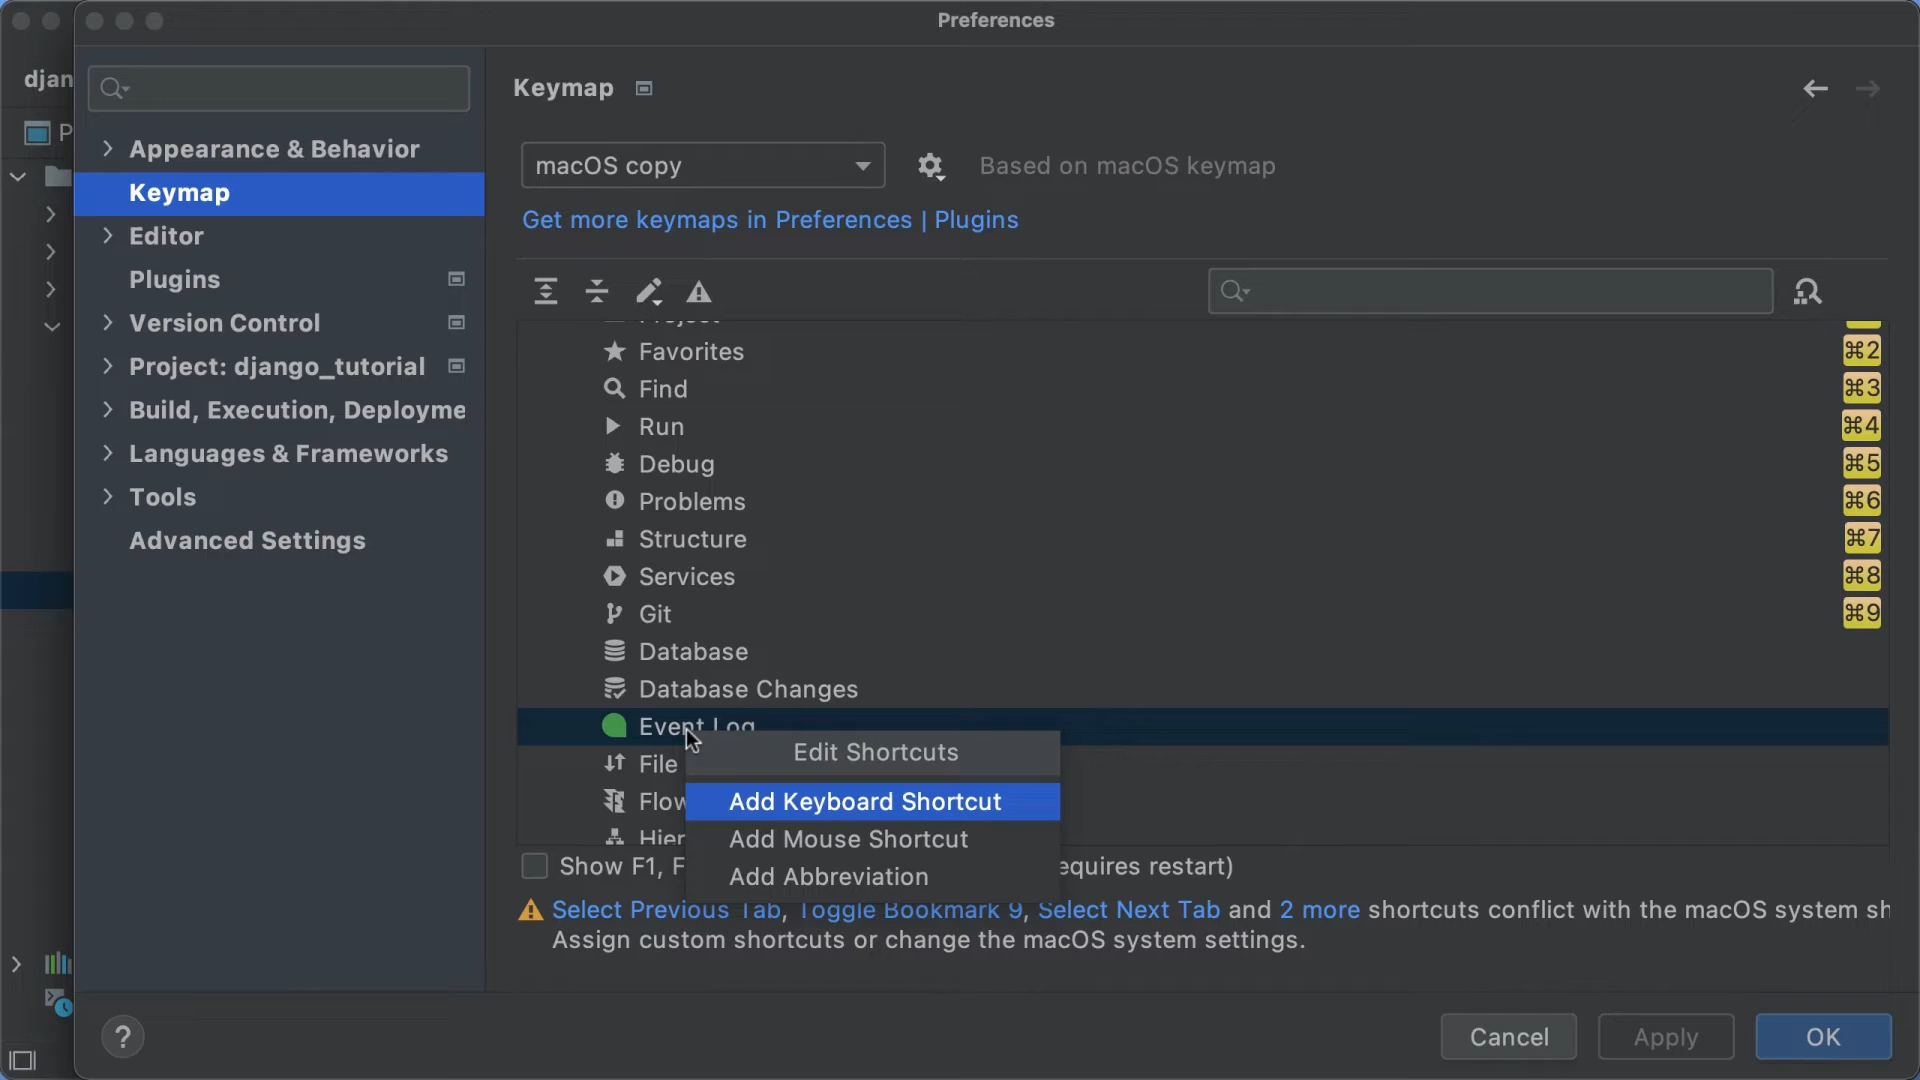 Preferences
djan
P
Appearance & Behavior
Keymap
Editor
Plugins
Version Control
Project: django_tutorial
Build, Execution, Deployme
Languages & Frameworks
Tools
Advanced Settings
Keymap
macOS copy
Based on macOS keymap
Get more keymaps in Preferences | Plugins
Project
Favorites ⌘2
Find ⌘3
Run ⌘4
Debug ⌘5
Problems ⌘6
Structure ⌘7
Services ⌘8
Git ⌘9
Database
Database Changes
Event Log
File
Flow
Hier
Edit Shortcuts
Add Keyboard Shortcut
Add Mouse Shortcut
Add Abbreviation
Show F1, F
equires restart)
Select Previous Tab, Toggle Bookmark 9, Select Next Tab and 2 more shortcuts conflict with the macOS system sh
Assign custom shortcuts or change the macOS system settings.
?
Cancel
Apply
OK